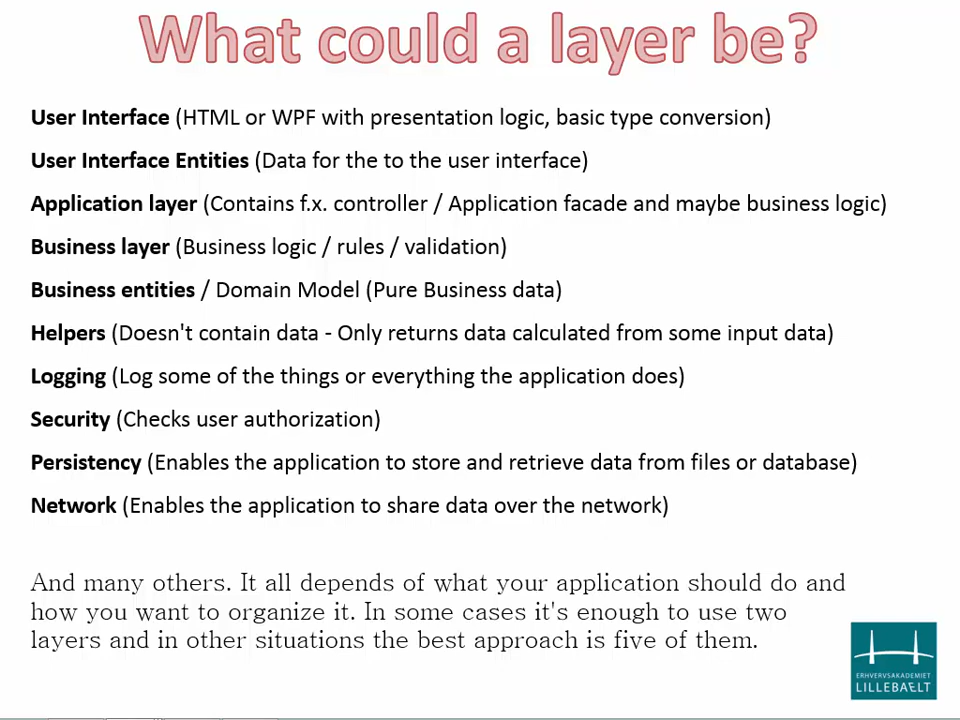 What could a layer be?
User Interface (HTML or WPF with presentation logic, basic type conversion)
User Interface Entities (Data for the to the user interface)
Application layer (Contains f.x. controller / Application facade and maybe business logic)
Business layer (Business logic / rules / validation)
Business entities / Domain Model (Pure Business data)
Helpers (Doesn't contain data - Only returns data calculated from some input data)
Logging (Log some of the things or everything the application does)
Security (Checks user authorization)
Persistency (Enables the application to store and retrieve data from files or database)
Network (Enables the application to share data over the network)
And many others. It all depends of what your application should do and
how you want to organize it. In some cases it's enough to use two
layers and in other situations the best approach is five of them.
ERHVERVSAKADEMIET
LILLEBAELT